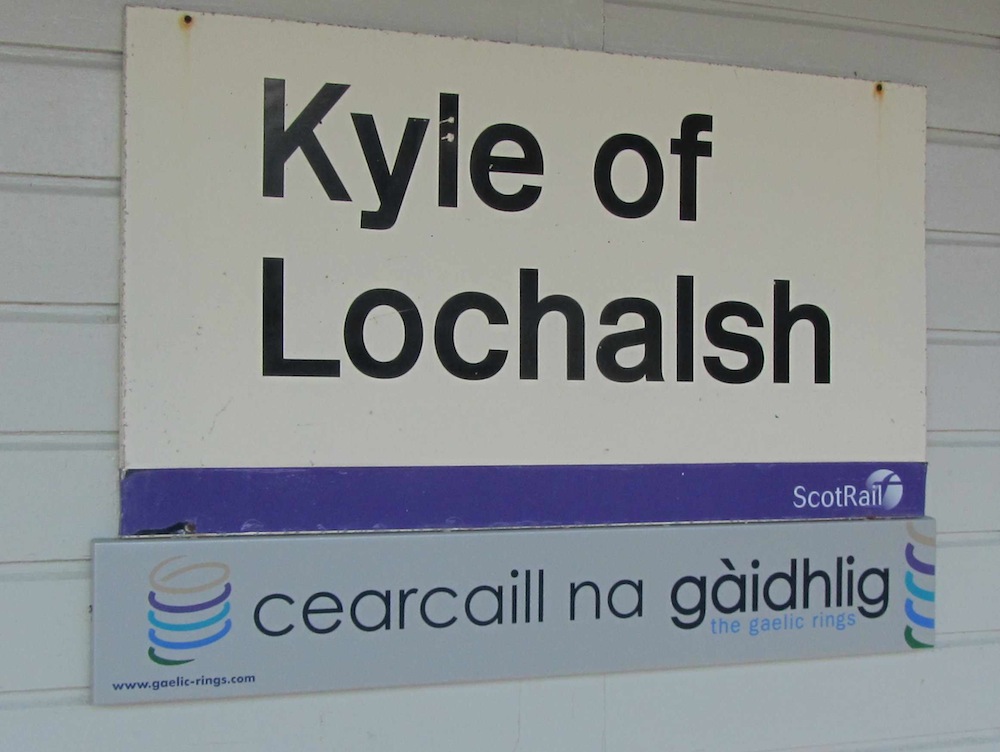 Kyle of
Lochalsh
ScotRail
cearcaill na gàidhlig
the gaelic rings
www.gaelic-rings.com